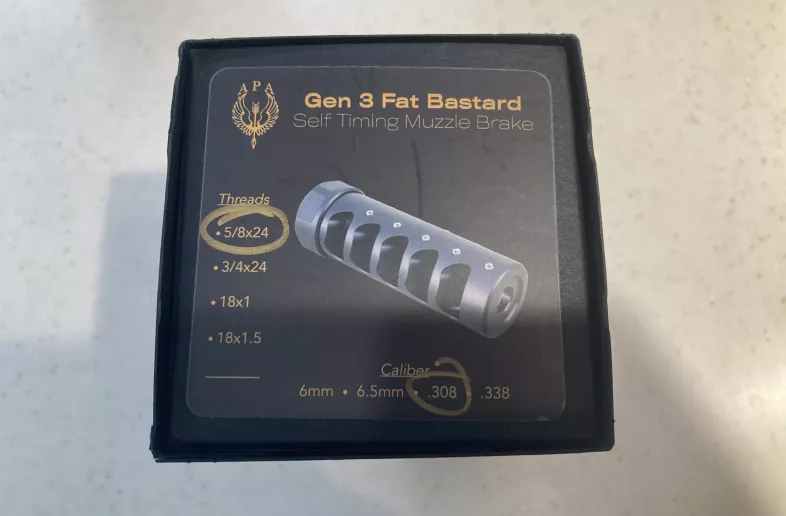 APA
Gen 3 Fat Bastard
Self Timing Muzzle Brake
Threads
• 5/8x24
• 3/4x24
• 18x1
• 18x1.5
Caliber
6mm • 6.5mm • .308 .338